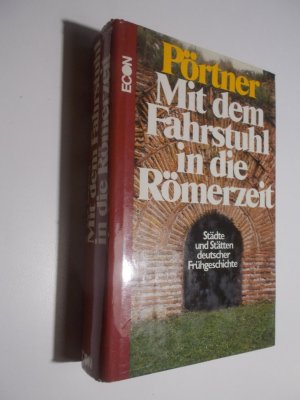 ECON
Pörtner
Mit dem
Fahrstuhl
in die
Römerzeit
Städte
und Stätten
deutscher
Frühgeschichte
Mit dem Fahrstuhl
in die Römerzeit